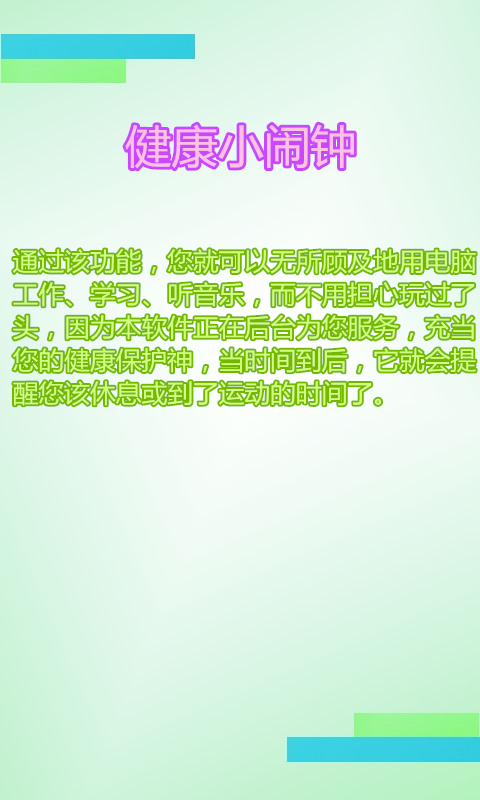 健康小闹钟
通过该功能，您就可以无所顾及地用电脑
工作、学习、听音乐，而不用担心玩过了
头，因为本软件正在后台为您服务，充当
您的健康保护神，当时间到后，它就会提
醒您该休息或到了运动的时间了。